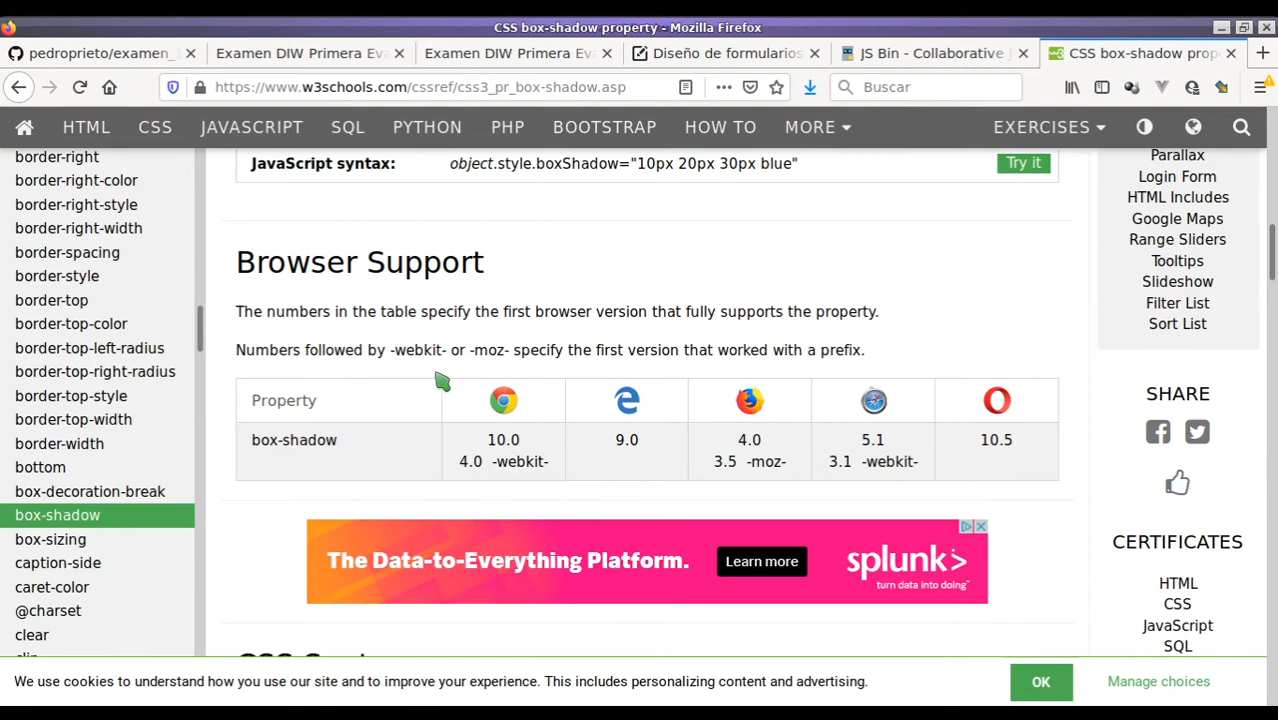 CSS box-shadow property - Mozilla Firefox
pedroprieto/examen_
Examen DIW Primera Ev
Examen DIW Primera Ev
Diseño de formularios
JS Bin - Collaborative
CSS box-shadow prop
https://www.w3schools.com/cssref/css3_pr_box-shadow.asp
Buscar
HTML CSS JAVASCRIPT SQL PYTHON PHP BOOTSTRAP HOW TO MORE EXERCISES
border-right
border-right-color
border-right-style
border-right-width
border-spacing
border-style
border-top
border-top-color
border-top-left-radius
border-top-right-radius
border-top-style
border-top-width
border-width
bottom
box-decoration-break
box-shadow
box-sizing
caption-side
caret-color
@charset
clear
JavaScript syntax: object.style.boxShadow="10px 20px 30px blue" Try it
Browser Support
The numbers in the table specify the first browser version that fully supports the property.
Numbers followed by -webkit- or -moz- specify the first version that worked with a prefix.
Property
box-shadow 10.0 9.0 4.0 5.1 10.5
4.0 -webkit- 3.5 -moz- 3.1 -webkit-
The Data-to-Everything Platform. Learn more splunk>
turn data into doing
Parallax
Login Form
HTML Includes
Google Maps
Range Sliders
Tooltips
Slideshow
Filter List
Sort List
SHARE
CERTIFICATES
HTML
CSS
JavaScript
SQL
We use cookies to understand how you use our site and to improve your experience. This includes personalizing content and advertising.
OK
Manage choices